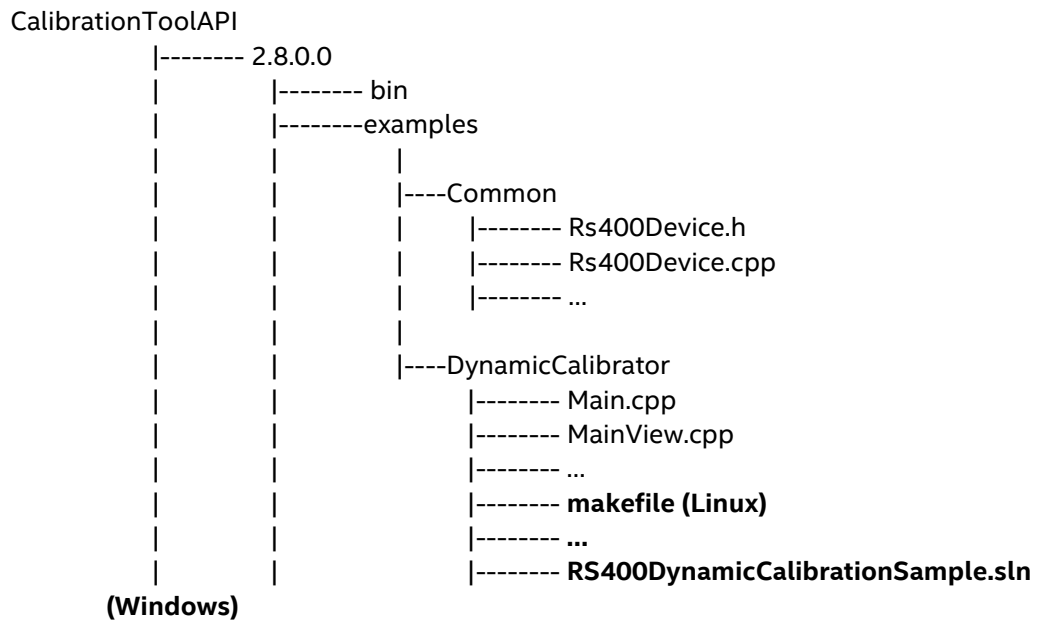 CalibrationToolAPI
|-------- 2.8.0.0
| |-------- bin
| |--------examples
| | |
| | |----Common
| | | |-------- Rs400Device.h
| | | |-------- Rs400Device.cpp
| | | |-------- ...
| | |
| | |----DynamicCalibrator
| | |-------- Main.cpp
| | |-------- MainView.cpp
| | |-------- ...
| | |-------- makefile (Linux)
| | |-------- ...
| | |-------- RS400DynamicCalibrationSample.sln
(Windows)